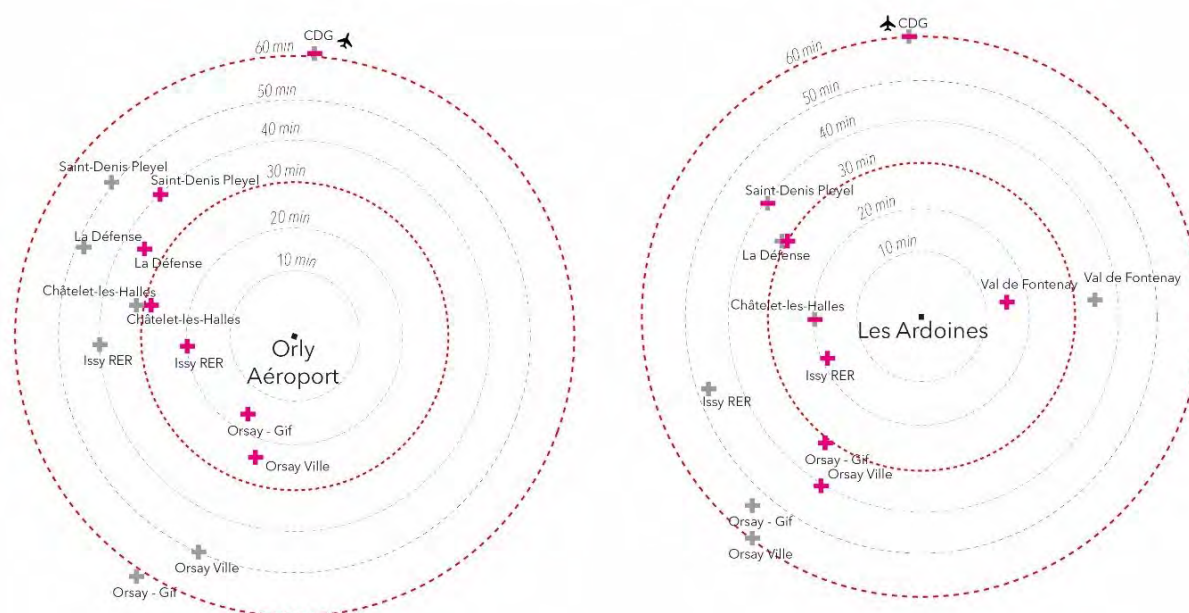 CDG
60 min
50 min
40 min
30 min
20 min
10 min
Saint-Denis Pleyel
Saint-Denis Pleyel
La Défense
La Défense
Châtelet-les-Halles
Châtelet-les-Halles
Issy RER
Issy RER
Orly
Aéroport
Orsay - Gif
Orsay Ville
Orsay Ville
Orsay - Gif
CDG
60 min
50 min
40 min
30 min
20 min
10 min
Saint-Denis Pleyel
La Défense
Val de Fontenay
Val de Fontenay
Châtelet-les-Halles
Les Ardoines
Issy RER
Issy RER
Orsay - Gif
Orsay Ville
Orsay - Gif
Orsay Ville